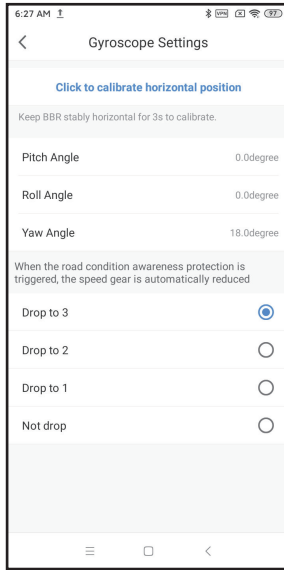 6:27 AM
VPN 97
Gyroscope Settings
Click to calibrate horizontal position
Keep BBR stably horizontal for 3s to calibrate.
Pitch Angle 0.0degree
Roll Angle 0.0degree
Yaw Angle 18.0degree
When the road condition awareness protection is
triggered, the speed gear is automatically reduced
Drop to 3
Drop to 2
Drop to 1
Not drop